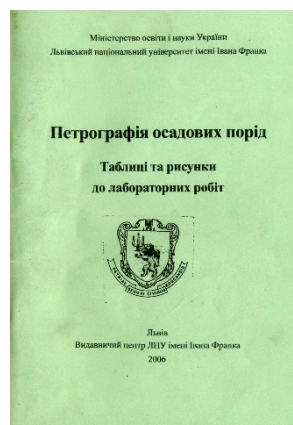 Міністерство освіти і науки України
Львівський національний університет імені Івана Франка
Петрографія осадових порід
Таблиці та рисунки
до лабораторних робіт
Львів
Видавничий центр ЛНУ імені Івана Франка
2006